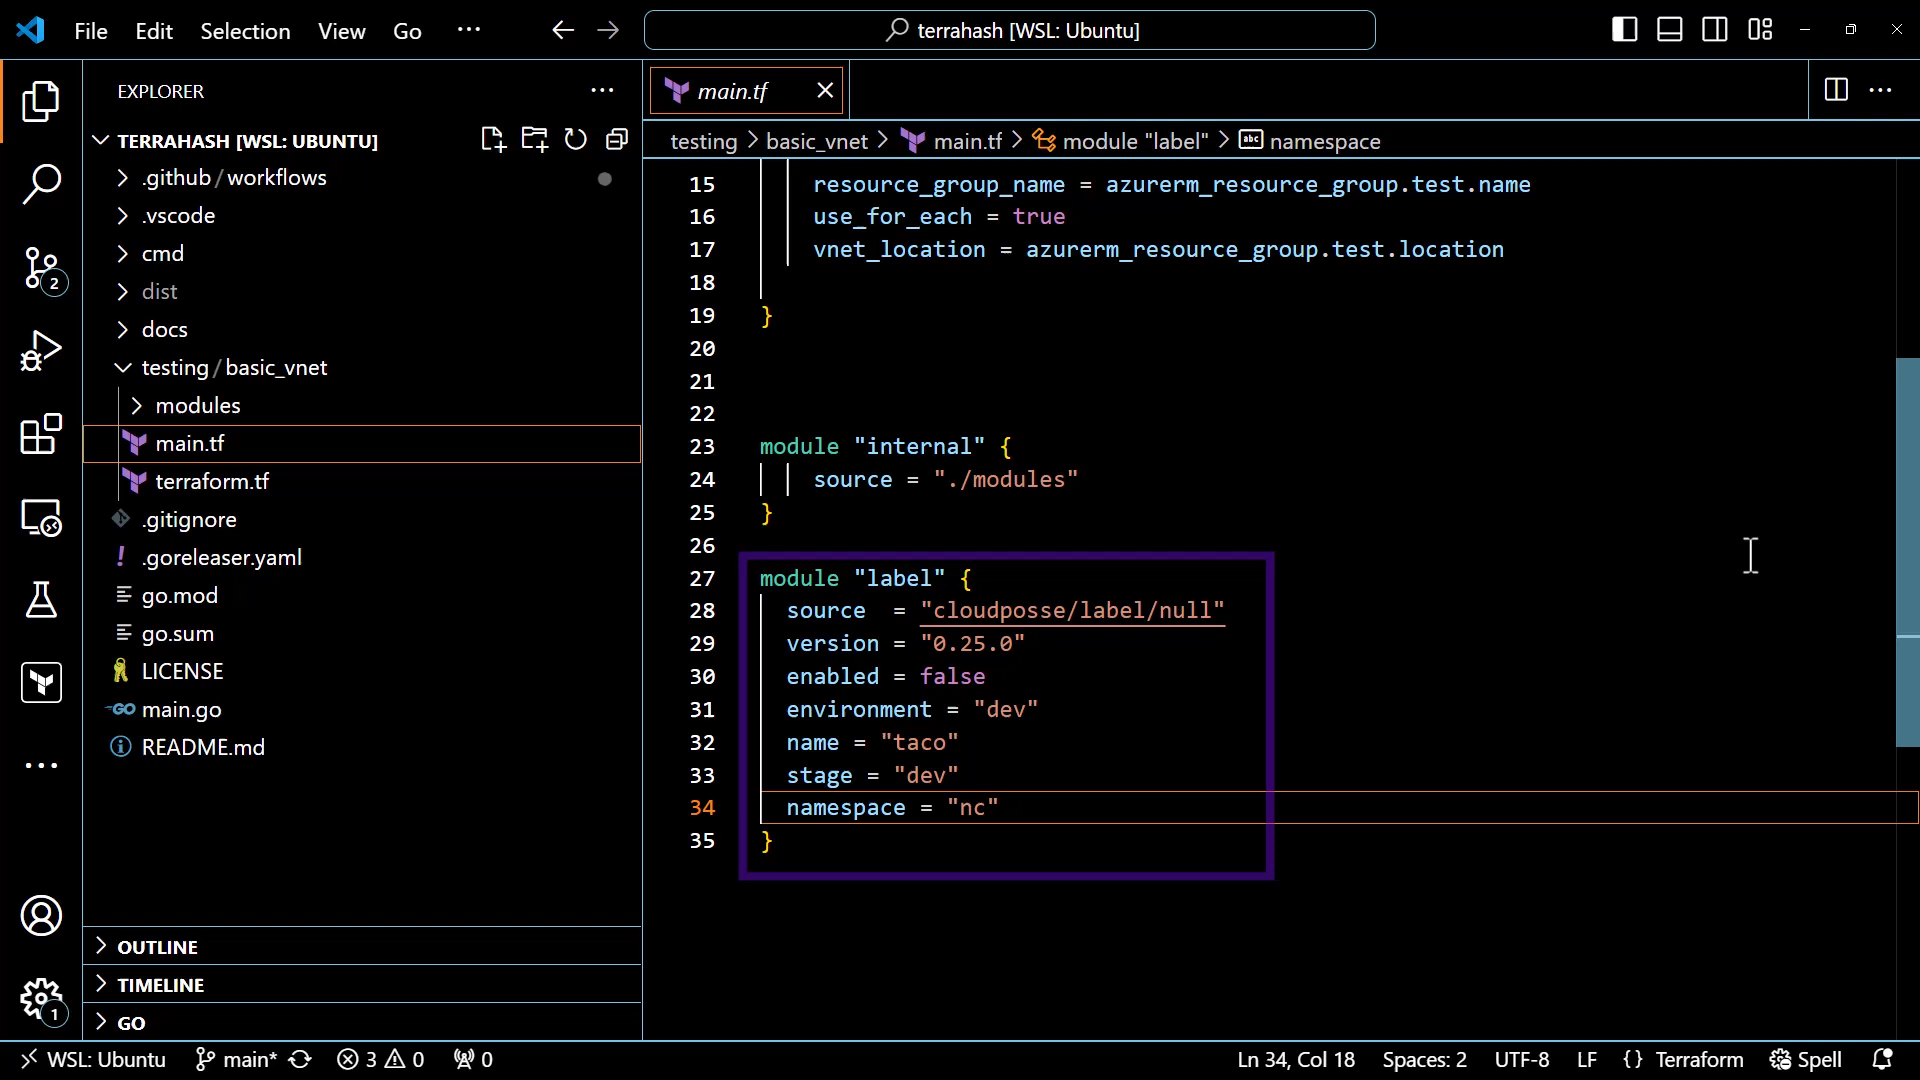 File Edit Selection View Go
terrahash [WSL: Ubuntu]
EXPLORER
TERRAHASH [WSL: UBUNTU]
.github / workflows
.vscode
cmd
dist
docs
testing / basic_vnet
modules
main.tf
terraform.tf
.gitignore
! .goreleaser.yaml
go.mod
go.sum
LICENSE
GO main.go
README.md
OUTLINE
TIMELINE
GO
2
1
main.tf
testing > basic_vnet > main.tf > module "label" > abc namespace
15 resource_group_name = azurerm_resource_group.test.name
16 use_for_each = true
17 vnet_location = azurerm_resource_group.test.location
18
19 }
20
21
22
23 module "internal" {
24 source = "./modules"
25 }
26
27 module "label" {
28 source = "cloudposse/label/null"
29 version = "0.25.0"
30 enabled = false
31 environment = "dev"
32 name = "taco"
33 stage = "dev"
34 namespace = "nc"
35 }
WSL: Ubuntu main* 3 0 0 Ln 34, Col 18 Spaces: 2 UTF-8 LF {} Terraform Spell